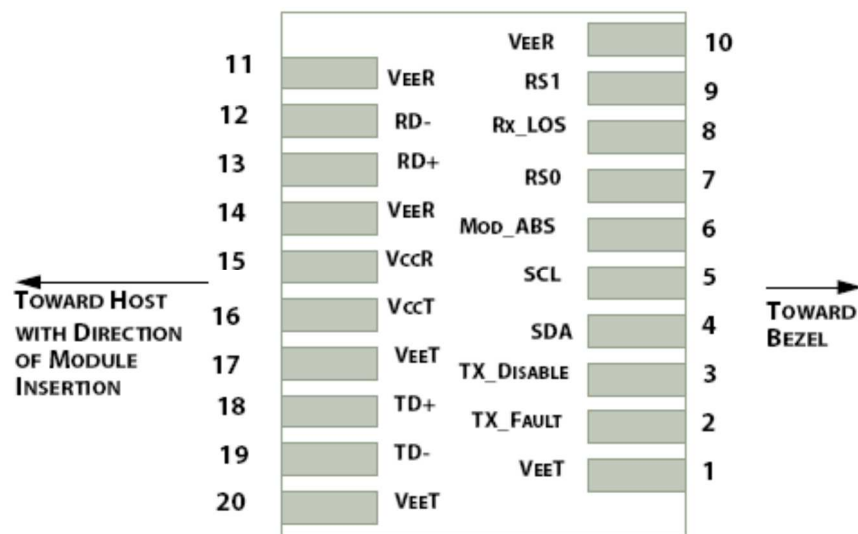 11 VEER
12 RD-
13 RD+
14 VEER
15 VccR
16 VccT
17 VEET
18 TD+
19 TD-
20 VEET
VEER 10
RS1 9
Rx_LOS 8
RS0 7
MOD_ABS 6
SCL 5
SDA 4
TX_DISABLE 3
TX_FAULT 2
VEET 1
TOWARD HOST
WITH DIRECTION
OF MODULE
INSERTION
TOWARD
BEZEL